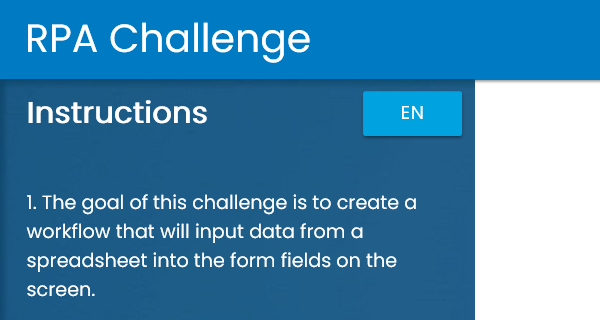 RPA Challenge
Instructions
EN
1. The goal of this challenge is to create a
workflow that will input data from a
spreadsheet into the form fields on the
screen.